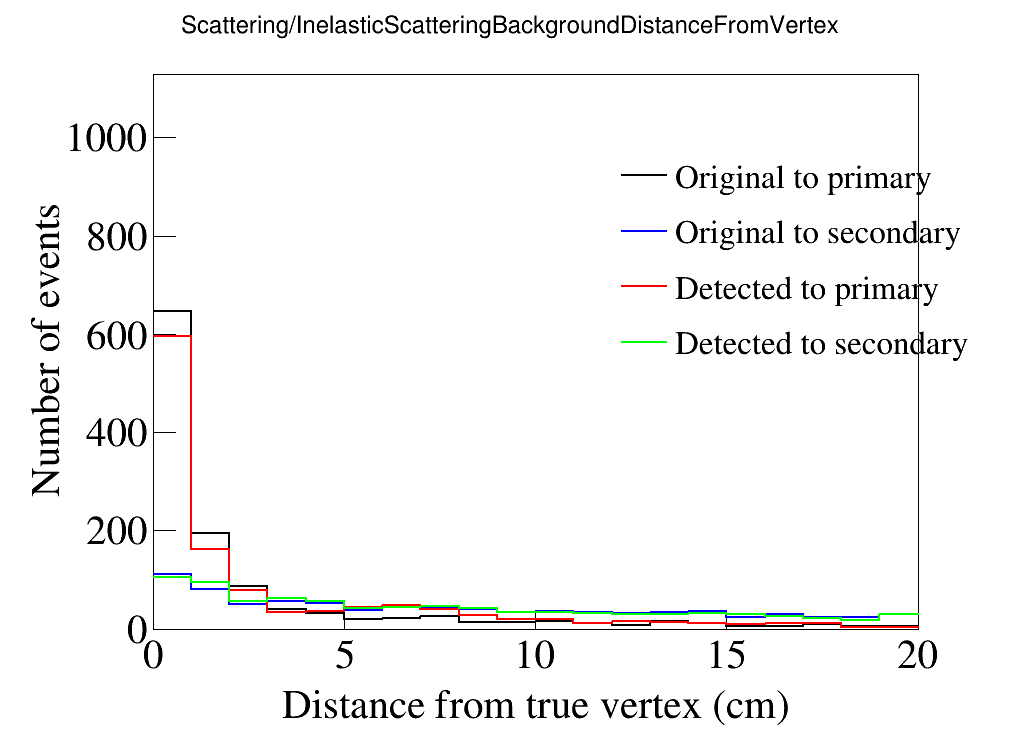 Scattering/InelasticScatteringBackgroundDistanceFromVertex
1000
800
600
400
200
0
Number of events
Original to primary
Original to secondary
Detected to primary
Detected to secondary
0 5 10 15 20
Distance from true vertex (cm)